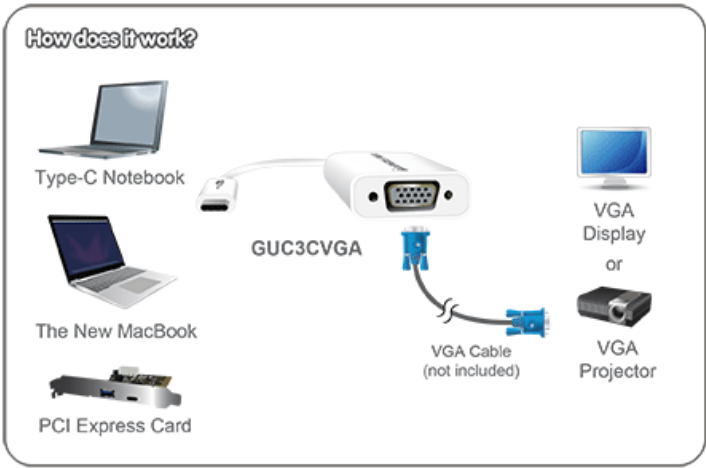 How does it work?
Type-C Notebook
The New MacBook
PCI Express Card
GUC3CVGA
VGA Cable
(not included)
VGA
Display
or
VGA
Projector